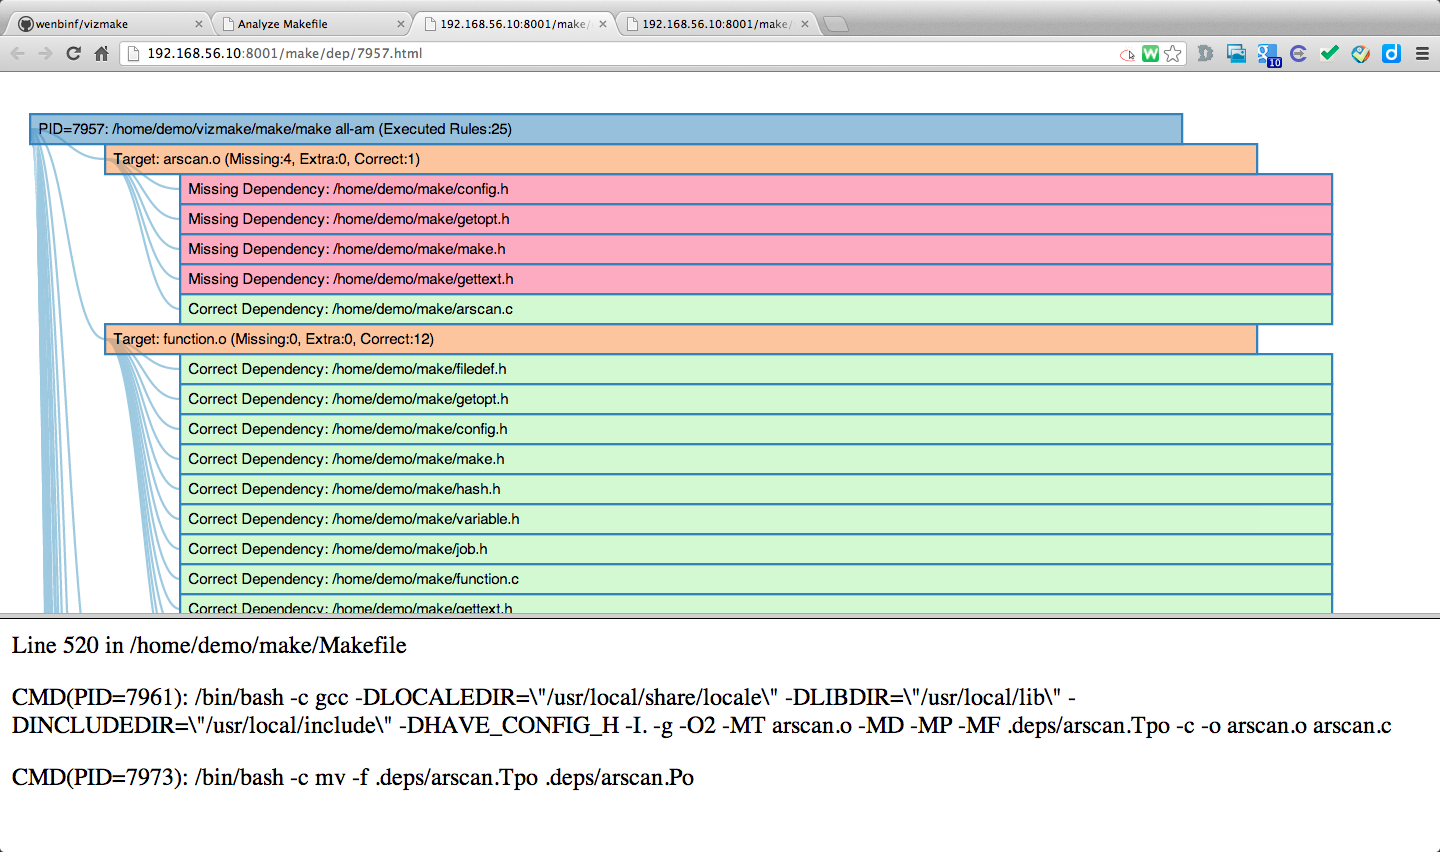 wenbinf/vizmake
Analyze Makefile
192.168.56.10:8001/make/
192.168.56.10:8001/make/
192.168.56.10:8001/make/dep/7957.html
W
10
PID=7957: /home/demo/vizmake/make/make all-am (Executed Rules:25)
Target: arscan.o (Missing:4, Extra:0, Correct:1)
Missing Dependency: /home/demo/make/config.h
Missing Dependency: /home/demo/make/getopt.h
Missing Dependency: /home/demo/make/make.h
Missing Dependency: /home/demo/make/gettext.h
Correct Dependency: /home/demo/make/arscan.c
Target: function.o (Missing:0, Extra:0, Correct:12)
Correct Dependency: /home/demo/make/filedef.h
Correct Dependency: /home/demo/make/getopt.h
Correct Dependency: /home/demo/make/config.h
Correct Dependency: /home/demo/make/make.h
Correct Dependency: /home/demo/make/hash.h
Correct Dependency: /home/demo/make/variable.h
Correct Dependency: /home/demo/make/job.h
Correct Dependency: /home/demo/make/function.c
Correct Dependency: /home/demo/make/gettext.h
Line 520 in /home/demo/make/Makefile
CMD(PID=7961): /bin/bash -c gcc -DLOCALEDIR=\"/usr/local/share/locale\" -DLIBDIR=\"/usr/local/lib\" -
DINCLUDEDIR=\"/usr/local/include\" -DHAVE_CONFIG_H -I. -g -O2 -MT arscan.o -MD -MP -MF .deps/arscan.Tpo -c -o arscan.o arscan.c
CMD(PID=7973): /bin/bash -c mv -f .deps/arscan.Tpo .deps/arscan.Po